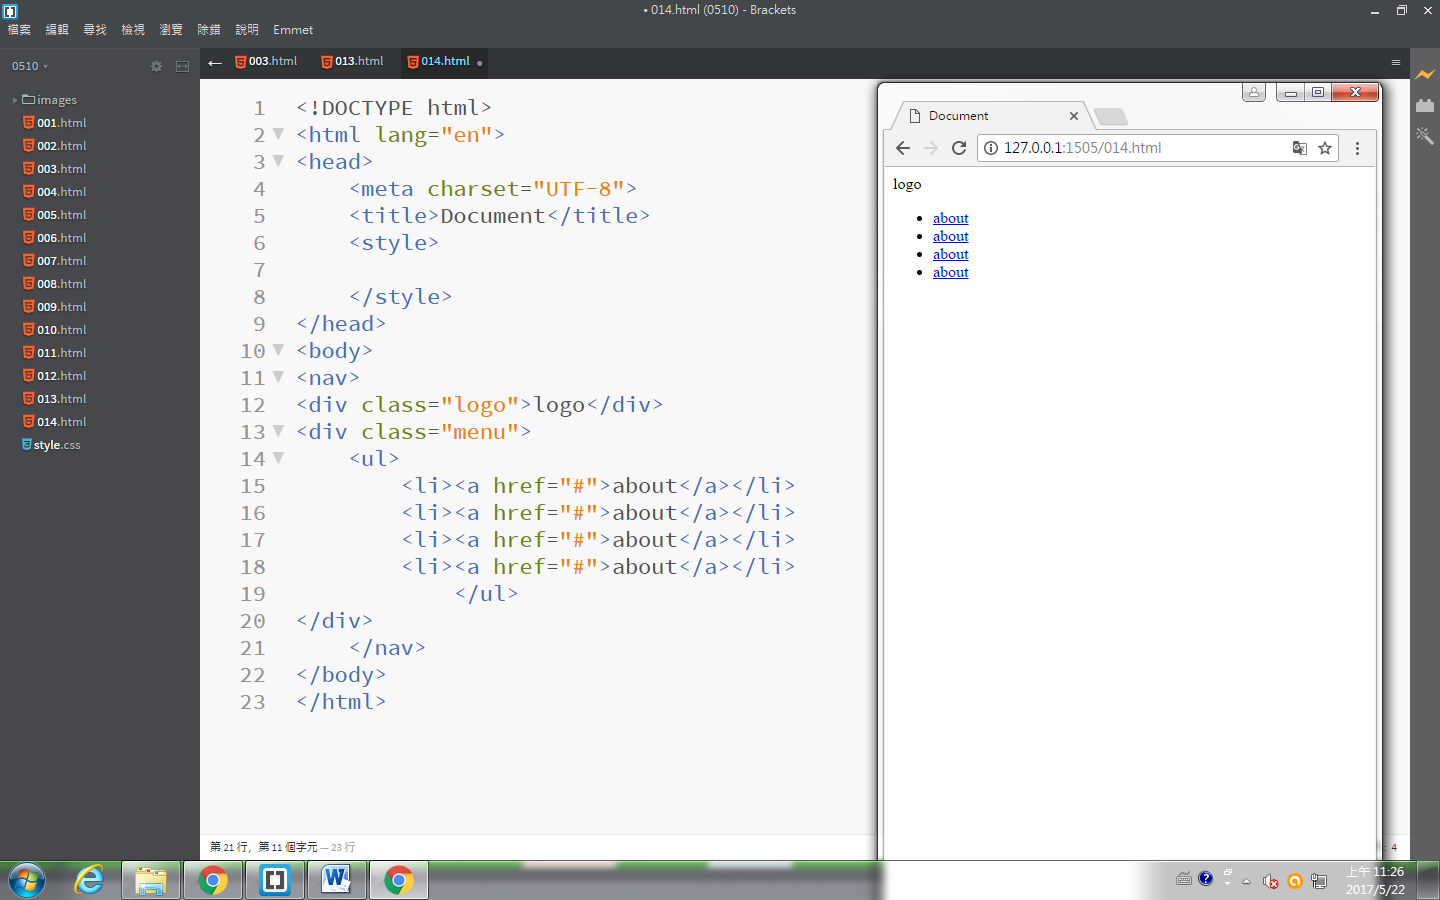 • 014.html (0510) - Brackets
檔案 編輯 尋找 檢視 瀏覽 除錯 說明 Emmet
0510
images
001.html
002.html
003.html
004.html
005.html
006.html
007.html
008.html
009.html
010.html
011.html
012.html
013.html
014.html
style.css
003.html 013.html 014.html
1 <!DOCTYPE html>
2 <html lang="en">
3 <head>
4 <meta charset="UTF-8">
5 <title>Document</title>
6 <style>
7
8 </style>
9 </head>
10 <body>
11 <nav>
12 <div class="logo">logo</div>
13 <div class="menu">
14 <ul>
15 <li><a href="#">about</a></li>
16 <li><a href="#">about</a></li>
17 <li><a href="#">about</a></li>
18 <li><a href="#">about</a></li>
19 </ul>
20 </div>
21 </nav>
22 </body>
23 </html>
第 21 行, 第 11 個字元 — 23 行
: 4
Document
127.0.0.1:1505/014.html
logo
• about
• about
• about
• about
上午 11:26
2017/5/22